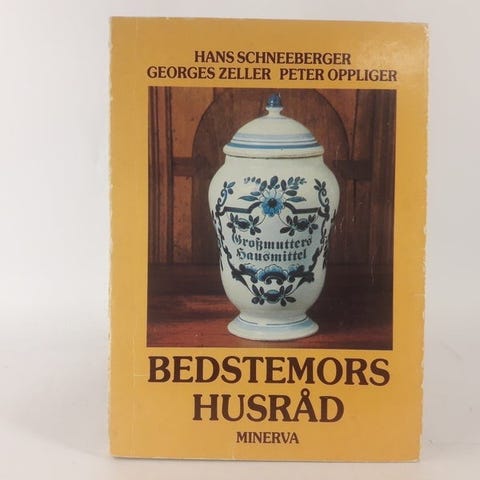 HANS SCHNEEBERGER
GEORGES ZELLER PETER OPPLIGER
Großmutters
Hausmittel
BEDSTEMORS
HUSRÅD
MINERVA